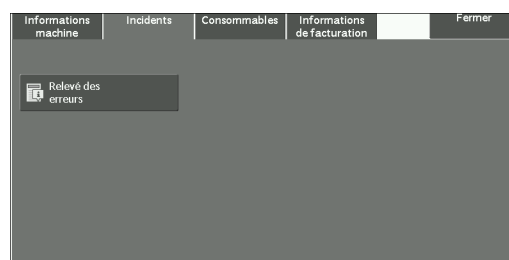 Informations machine
Incidents
Consommables
Informations de facturation
Fermer
Relevé des
erreurs